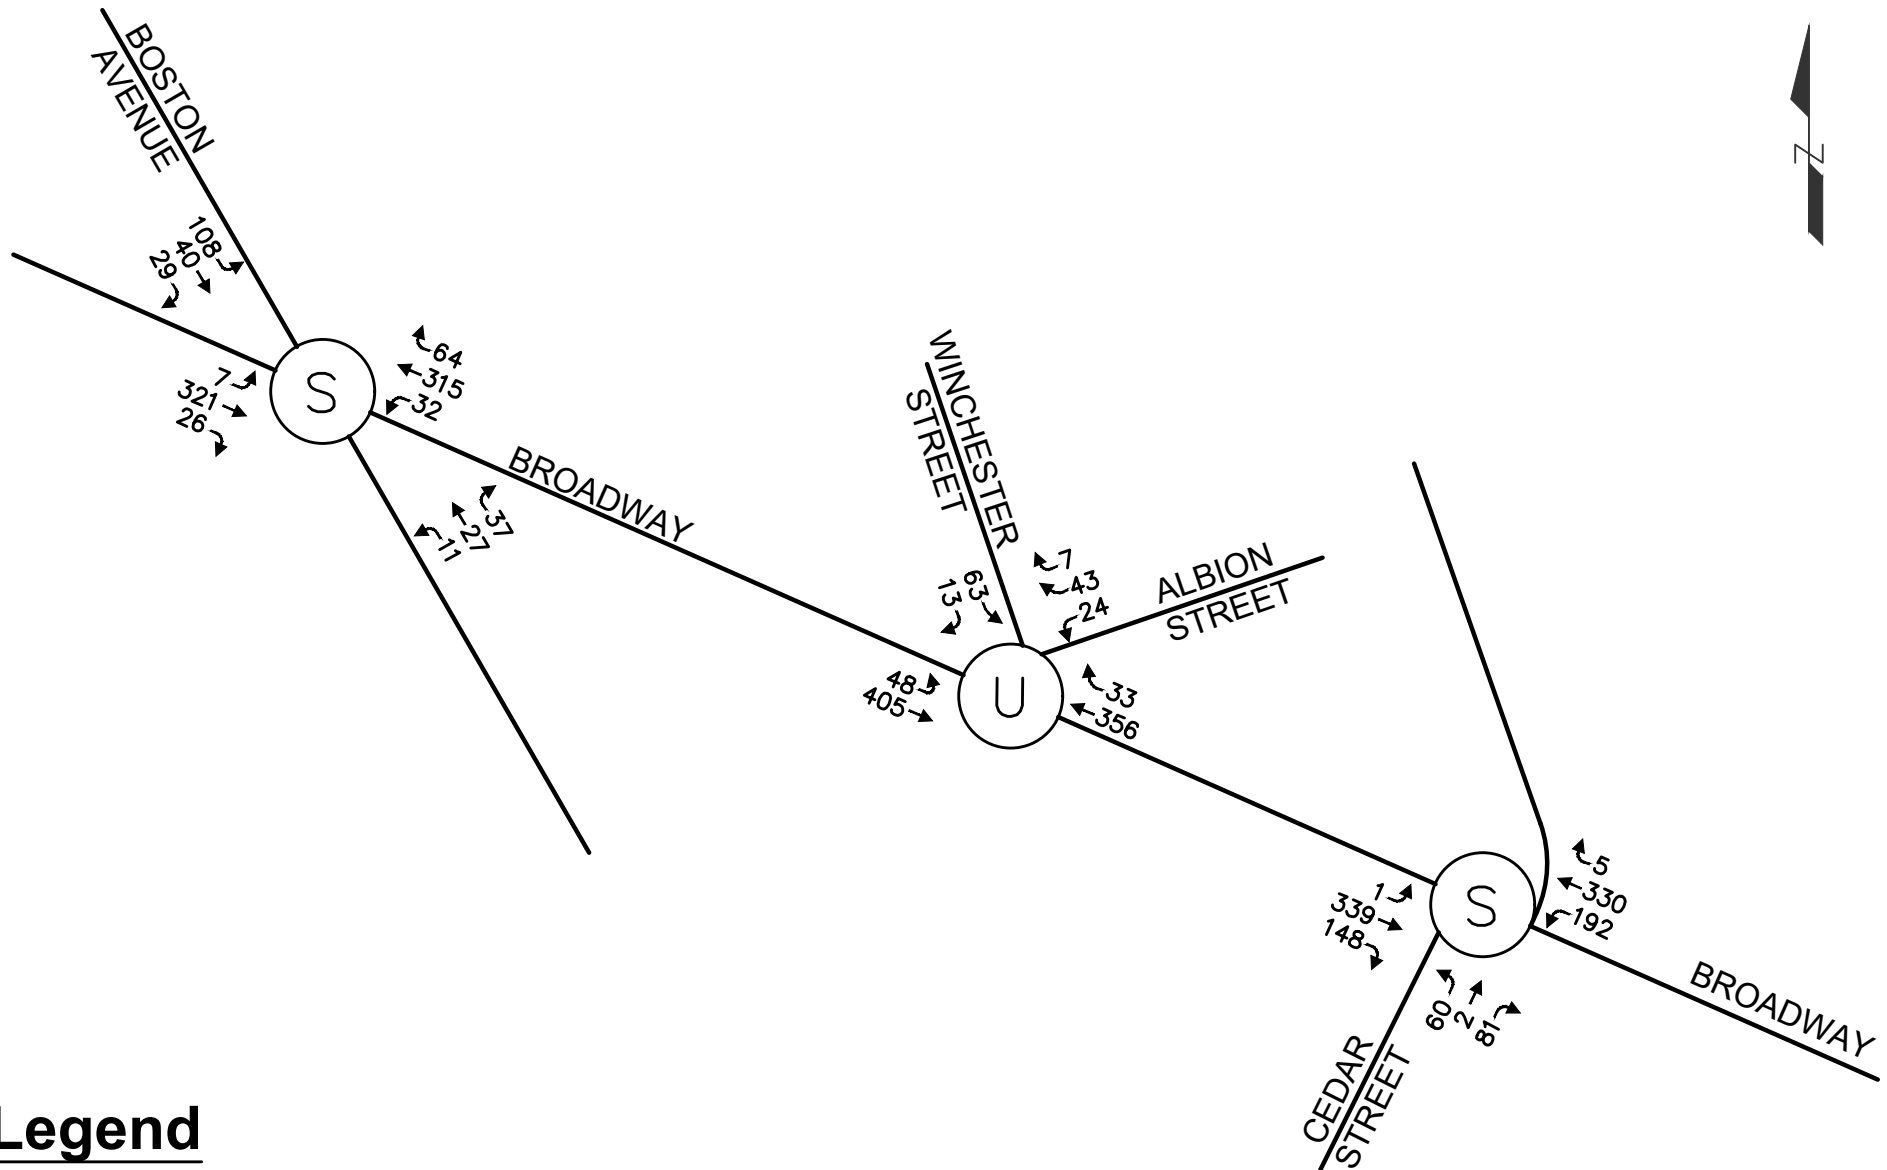 BOSTON
AVENUE
108
40
29
7
321
26
S
64
315
32
37
27
11
BROADWAY
WINCHESTER
STREET
7
43
24
63
13
ALBION
STREET
48
405
U
33
356
1
339
148
S
5
330
192
60
2
81
BROADWAY
CEDAR
STREET
N
Legend